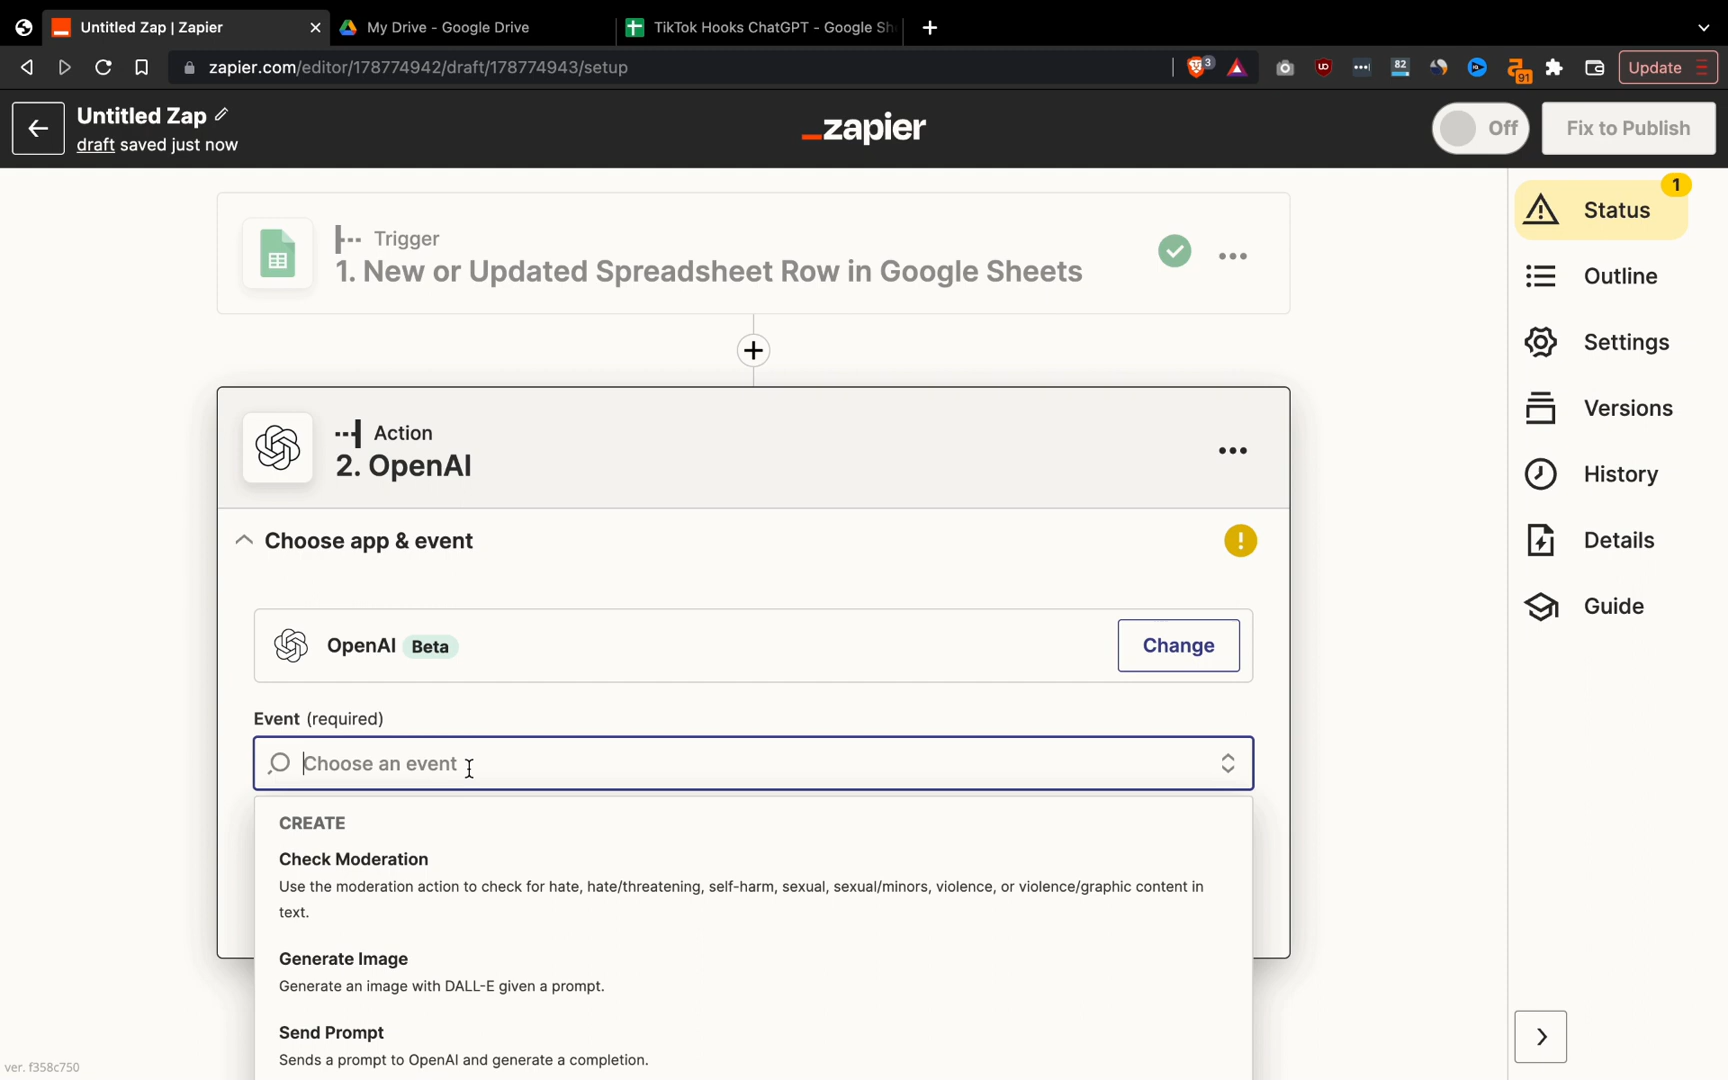 Untitled Zap | Zapier
My Drive - Google Drive
TikTok Hooks ChatGPT - Google Sh
zapier.com/editor/178774942/draft/178774943/setup
3
82
91
Update
Untitled Zap
draft saved just now
_zapier
Off
Fix to Publish
Trigger
1. New or Updated Spreadsheet Row in Google Sheets
1
Status
Outline
Settings
Versions
History
Details
Guide
Action
2. OpenAI
Choose app & event
OpenAI Beta
Change
Event (required)
Choose an event
CREATE
Check Moderation
Use the moderation action to check for hate, hate/threatening, self-harm, sexual, sexual/minors, violence, or violence/graphic content in
text.
Generate Image
Generate an image with DALL-E given a prompt.
Send Prompt
Sends a prompt to OpenAI and generate a completion.
ver. f358c750